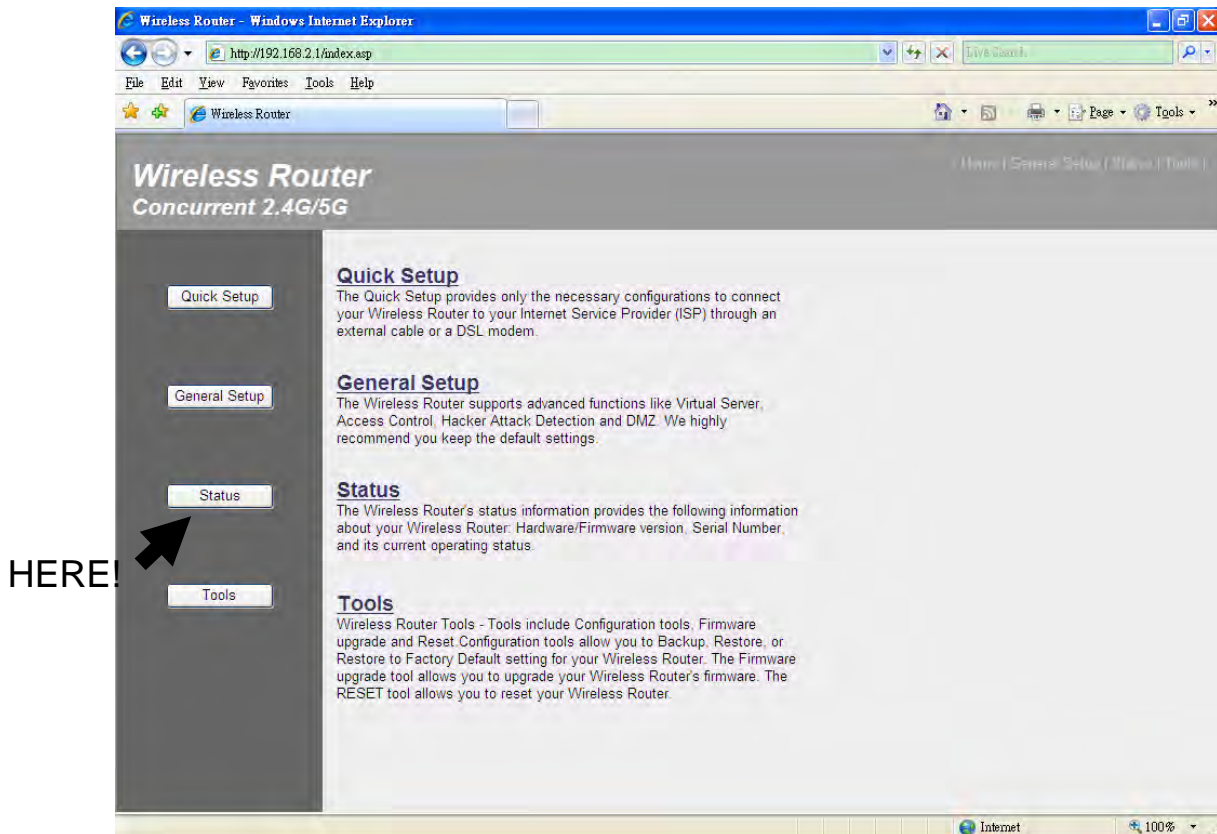 Wireless Router - Windows Internet Explorer
http://192.168.2.1/index.asp
Live Search
File Edit View Favorites Tools Help
Wireless Router
Page Tools »
Wireless Router
Concurrent 2.4G/5G
| Home | General Setup | Status | Tools |
Quick Setup
Quick Setup
The Quick Setup provides only the necessary configurations to connect
your Wireless Router to your Internet Service Provider (ISP) through an
external cable or a DSL modem.
General Setup
General Setup
The Wireless Router supports advanced functions like Virtual Server,
Access Control, Hacker Attack Detection and DMZ. We highly
recommend you keep the default settings.
Status
Status
The Wireless Router's status information provides the following information
about your Wireless Router: Hardware/Firmware version, Serial Number,
and its current operating status.
HERE!
Tools
Tools
Wireless Router Tools - Tools include Configuration tools, Firmware
upgrade and Reset.Configuration tools allow you to Backup, Restore, or
Restore to Factory Default setting for your Wireless Router. The Firmware
upgrade tool allows you to upgrade your Wireless Router's firmware. The
RESET tool allows you to reset your Wireless Router.
Internet
100%